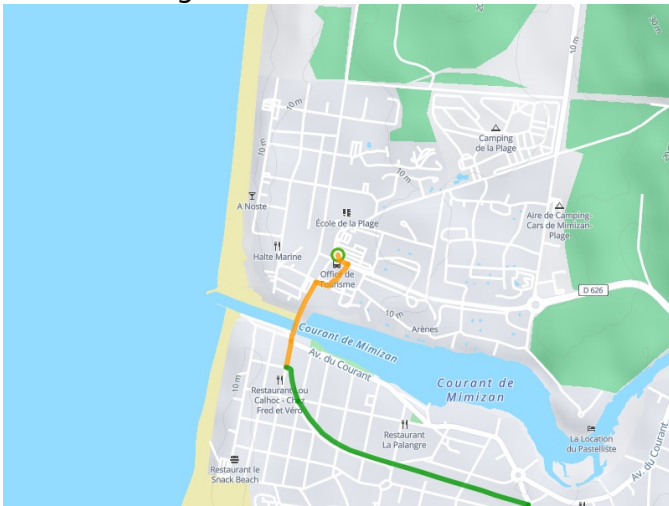 10 m
10 m
30 m
10 m
Camping
de la Plage
10 m
A Noste
École de la Plage
Aire de Camping-
Cars de Mimizan-
Plage
Halte Marine
Office de
Tourisme
D 626
10 m
Arènes
Courant de Mimizan
Av. du Courant
10 m
Courant de
Mimizan
Calhoc - Chez
Fred et Véro
Restaurant
La Palangre
La Location
du Pastelliste
Av. du Courant
Restaurant le
Snack Beach